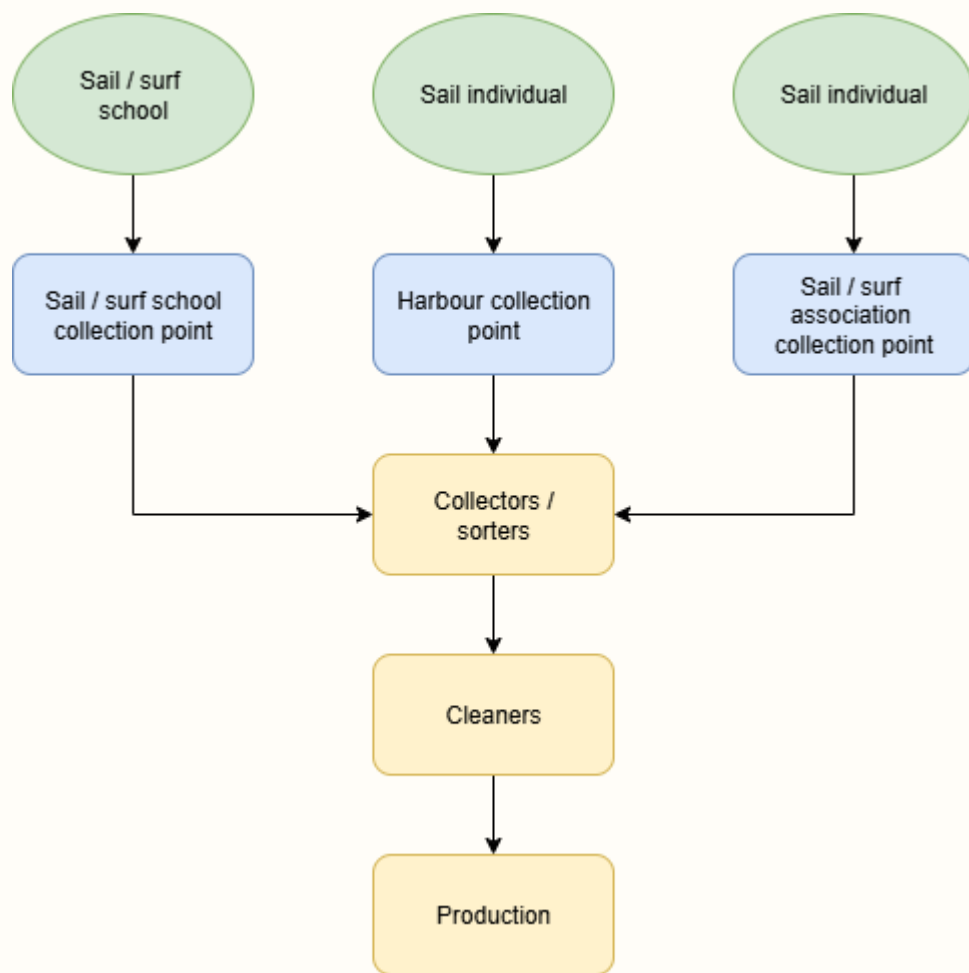 Sail / surf
school
Sail individual
Sail individual
Sail / surf school
collection point
Harbour collection
point
Sail / surf
association
collection point
Collectors /
sorters
Cleaners
Production